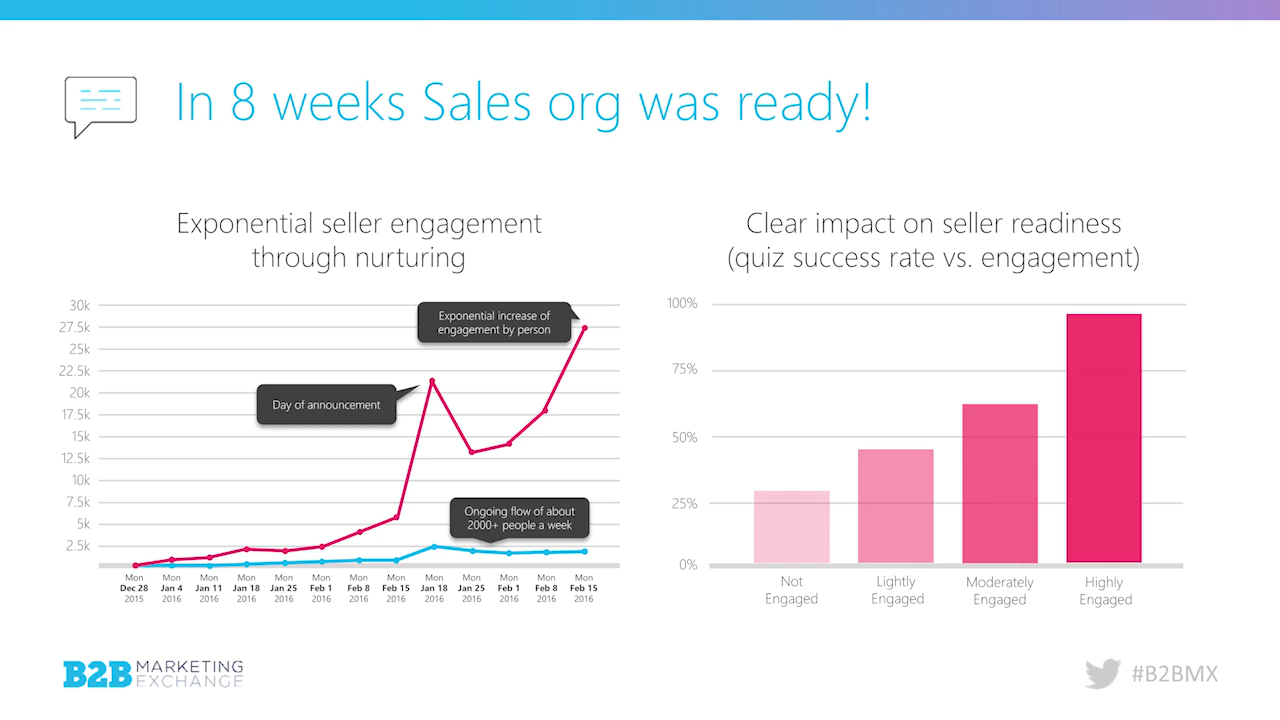 In 8 weeks Sales org was ready!
Exponential seller engagement
through nurturing
30k
27.5k
25k
22.5k
20k
17.5k
15k
12.5k
10k
7.5k
5k
2.5k
Exponential increase of
engagement by person
Day of announcement
Ongoing flow of about
2000+ people a week
Mon Mon Mon Mon Mon Mon Mon Mon Mon Mon Mon Mon Mon
Dec 28 Jan 4 Jan 11 Jan 18 Jan 25 Feb 1 Feb 8 Feb 15 Jan 18 Jan 25 Feb 1 Feb 8 Feb 15
2015 2016 2016 2016 2016 2016 2016 2016 2016 2016 2016 2016 2016
Clear impact on seller readiness
(quiz success rate vs. engagement)
100%
75%
50%
25%
0%
Not Lightly Moderately Highly
Engaged Engaged Engaged Engaged
B2B MARKETING
EXCHANGE
#B2BMX